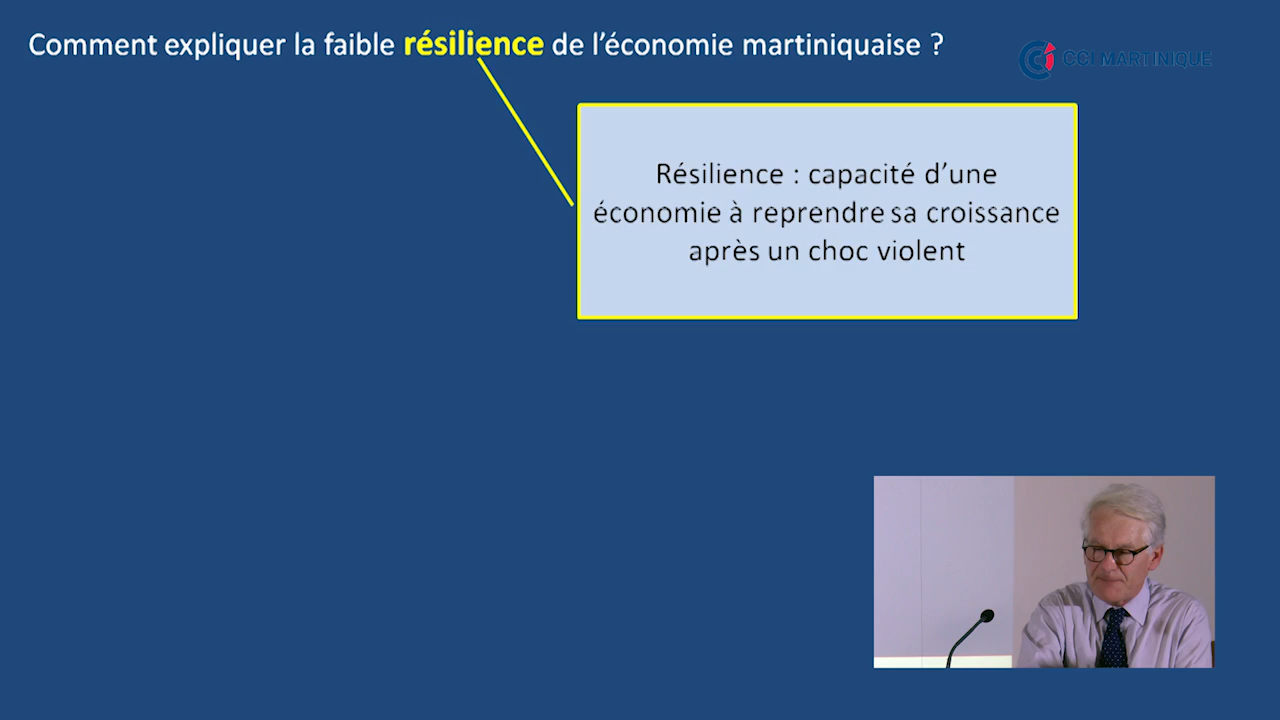 Comment expliquer la faible résilience de l’économie martiniquaise ?
CCI MARTINIQUE
Résilience : capacité d’une
économie à reprendre sa croissance
après un choc violent